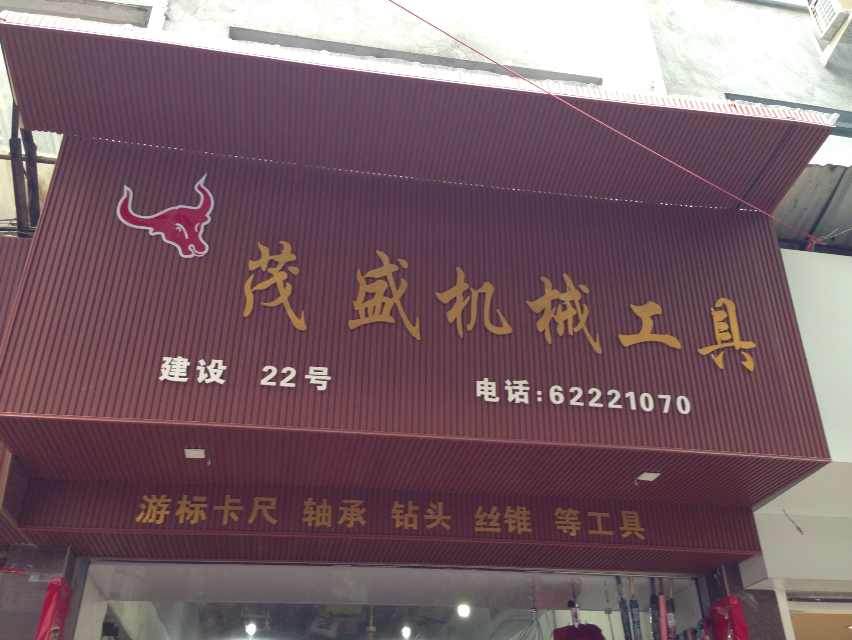 茂盛机械工具
建设 22号 电话:62221070
游标卡尺 轴承 钻头 丝锥 等工具